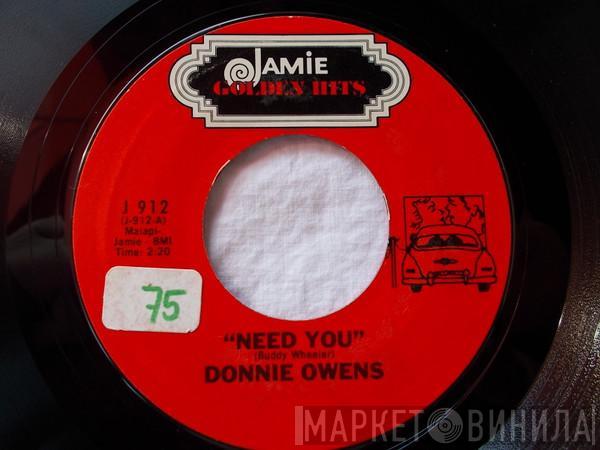 JAMiE
GOLDEN HITS
J 912
(J-912-A)
Malapi-
Jamie - BMI
Time: 2:20
75
"NEED YOU"
(Buddy Wheeler)
DONNIE OWENS
МАРКЕТ ВИНИЛА